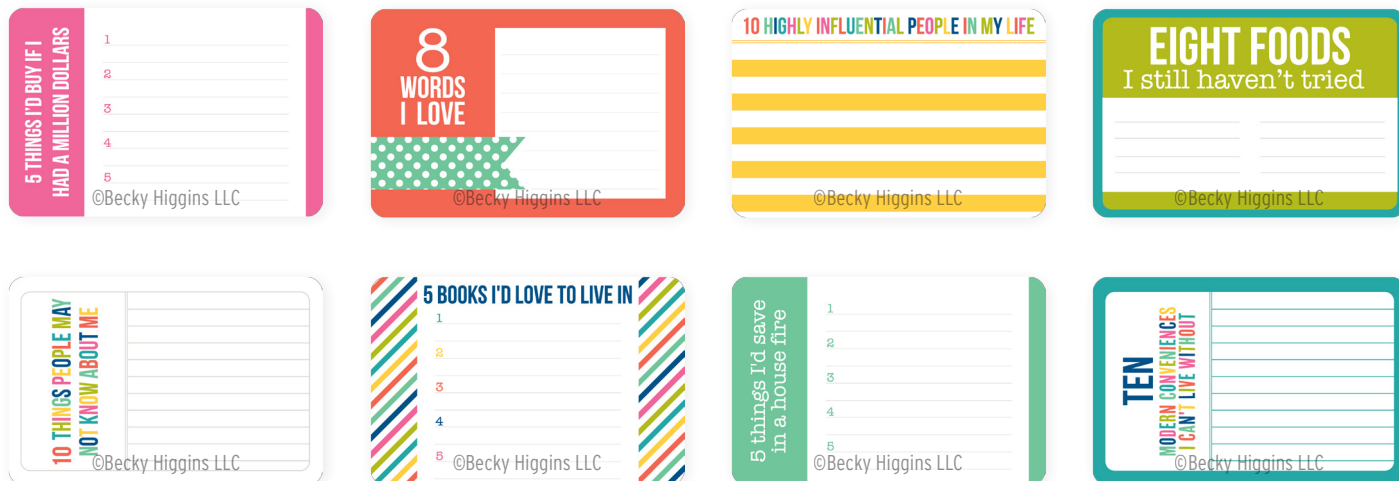 5 THINGS I'D BUY IF I
HAD A MILLION DOLLARS
1
2
3
4
5
©Becky Higgins LLC
8
WORDS
I LOVE
©Becky Higgins LLC
10 HIGHLY INFLUENTIAL PEOPLE IN MY LIFE
©Becky Higgins LLC
EIGHT FOODS
I still haven't tried
©Becky Higgins LLC
10 THINGS PEOPLE MAY
NOT KNOW ABOUT ME
©Becky Higgins LLC
5 BOOKS I'D LOVE TO LIVE IN
1
2
3
4
5
©Becky Higgins LLC
5 things I'd save
in a house fire
1
2
3
4
5
©Becky Higgins LLC
TEN
MODERN CONVENIENCES
I CAN'T LIVE WITHOUT
©Becky Higgins LLC